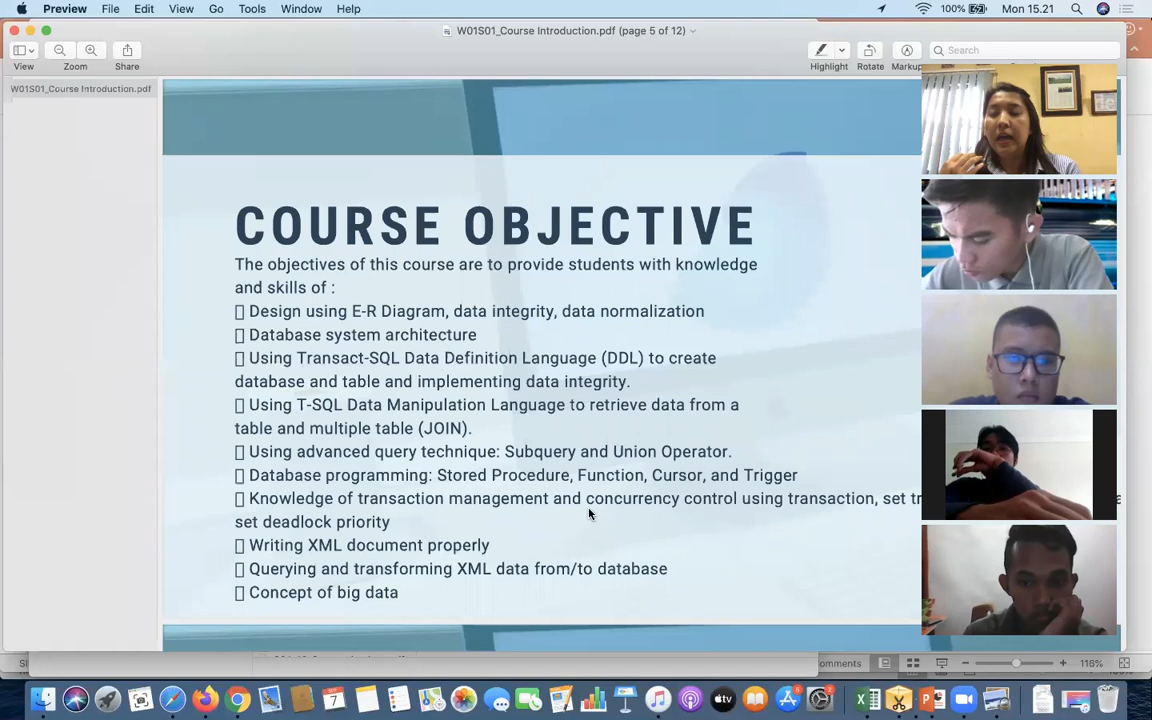 Preview File Edit View Go Tools Window Help 100% Mon 15.21
W01S01_Course Introduction.pdf (page 5 of 12)
View Zoom Share Highlight Rotate Markup Search
W01S01_Course Introduction.pdf
COURSE OBJECTIVE
The objectives of this course are to provide students with knowledge
and skills of :
Design using E-R Diagram, data integrity, data normalization
Database system architecture
Using Transact-SQL Data Definition Language (DDL) to create
database and table and implementing data integrity.
Using T-SQL Data Manipulation Language to retrieve data from a
table and multiple table (JOIN).
Using advanced query technique: Subquery and Union Operator.
Database programming: Stored Procedure, Function, Cursor, and Trigger
Knowledge of transaction management and concurrency control using transaction, set
set deadlock priority
Writing XML document properly
Querying and transforming XML data from/to database
Concept of big data
116%